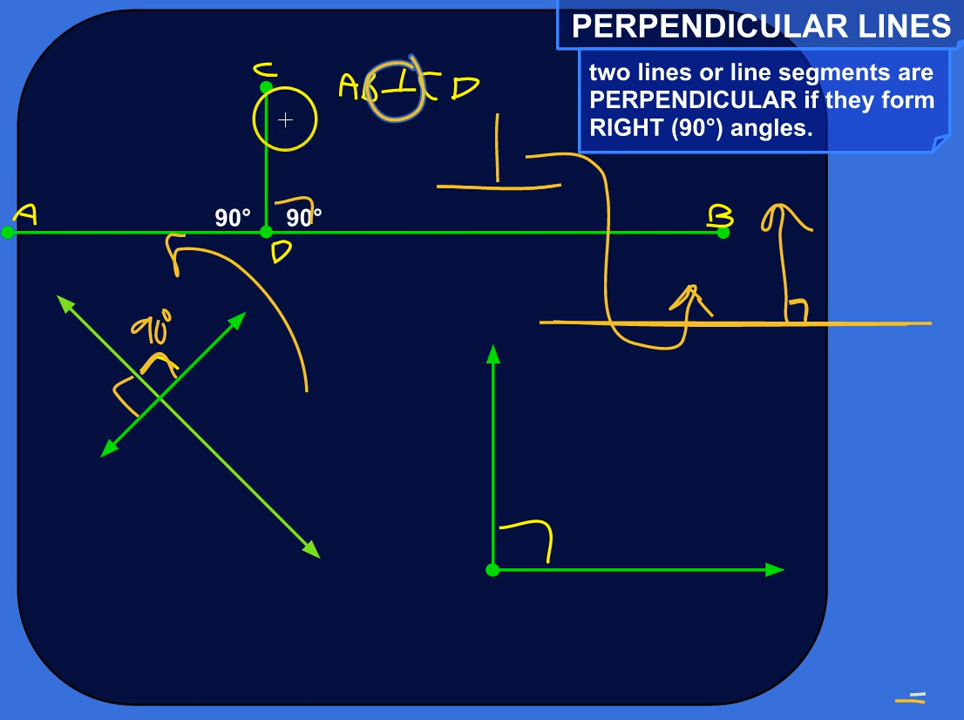 PERPENDICULAR LINES
two lines or line segments are
PERPENDICULAR if they form
RIGHT (90°) angles.
C
AB ⊥ CD
A
90°
90°
B
D
90°